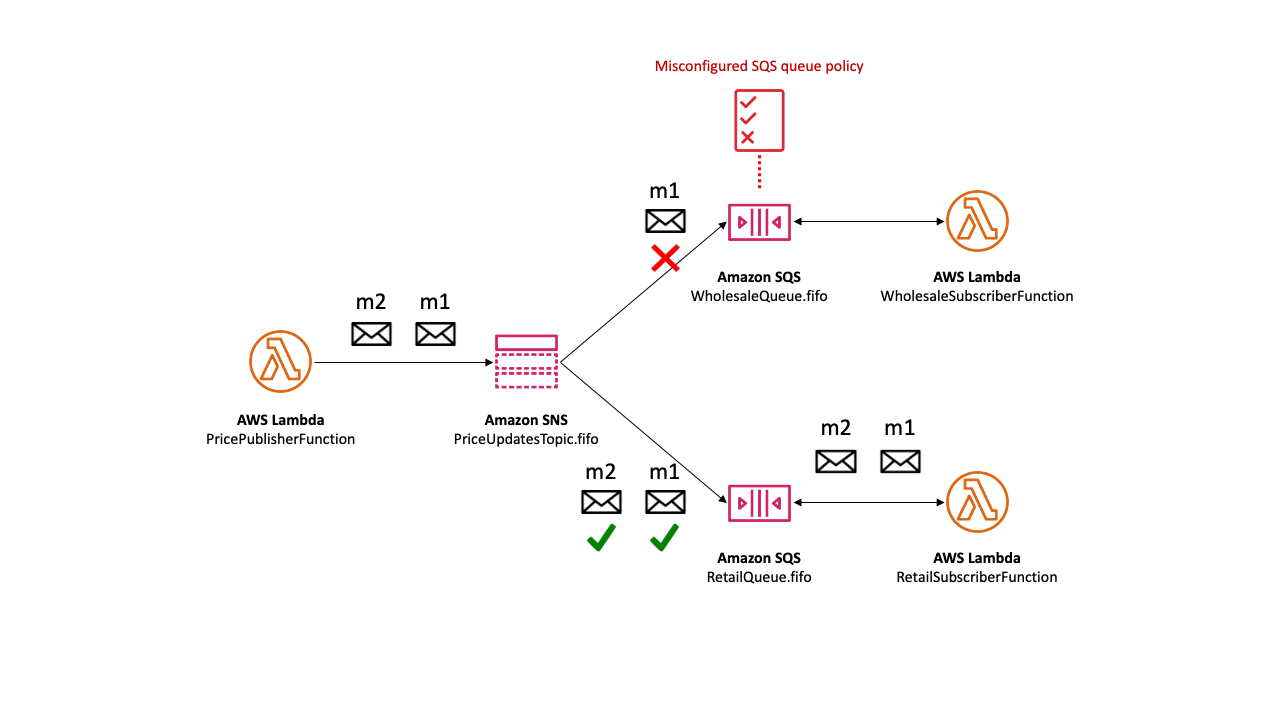 Misconfigured SQS queue policy
m1
Amazon SQS
WholesaleQueue.fifo
AWS Lambda
WholesaleSubscriberFunction
m2
m1
AWS Lambda
PricePublisherFunction
Amazon SNS
PriceUpdatesTopic.fifo
m2
m1
m2
m1
Amazon SQS
RetailQueue.fifo
AWS Lambda
RetailSubscriberFunction